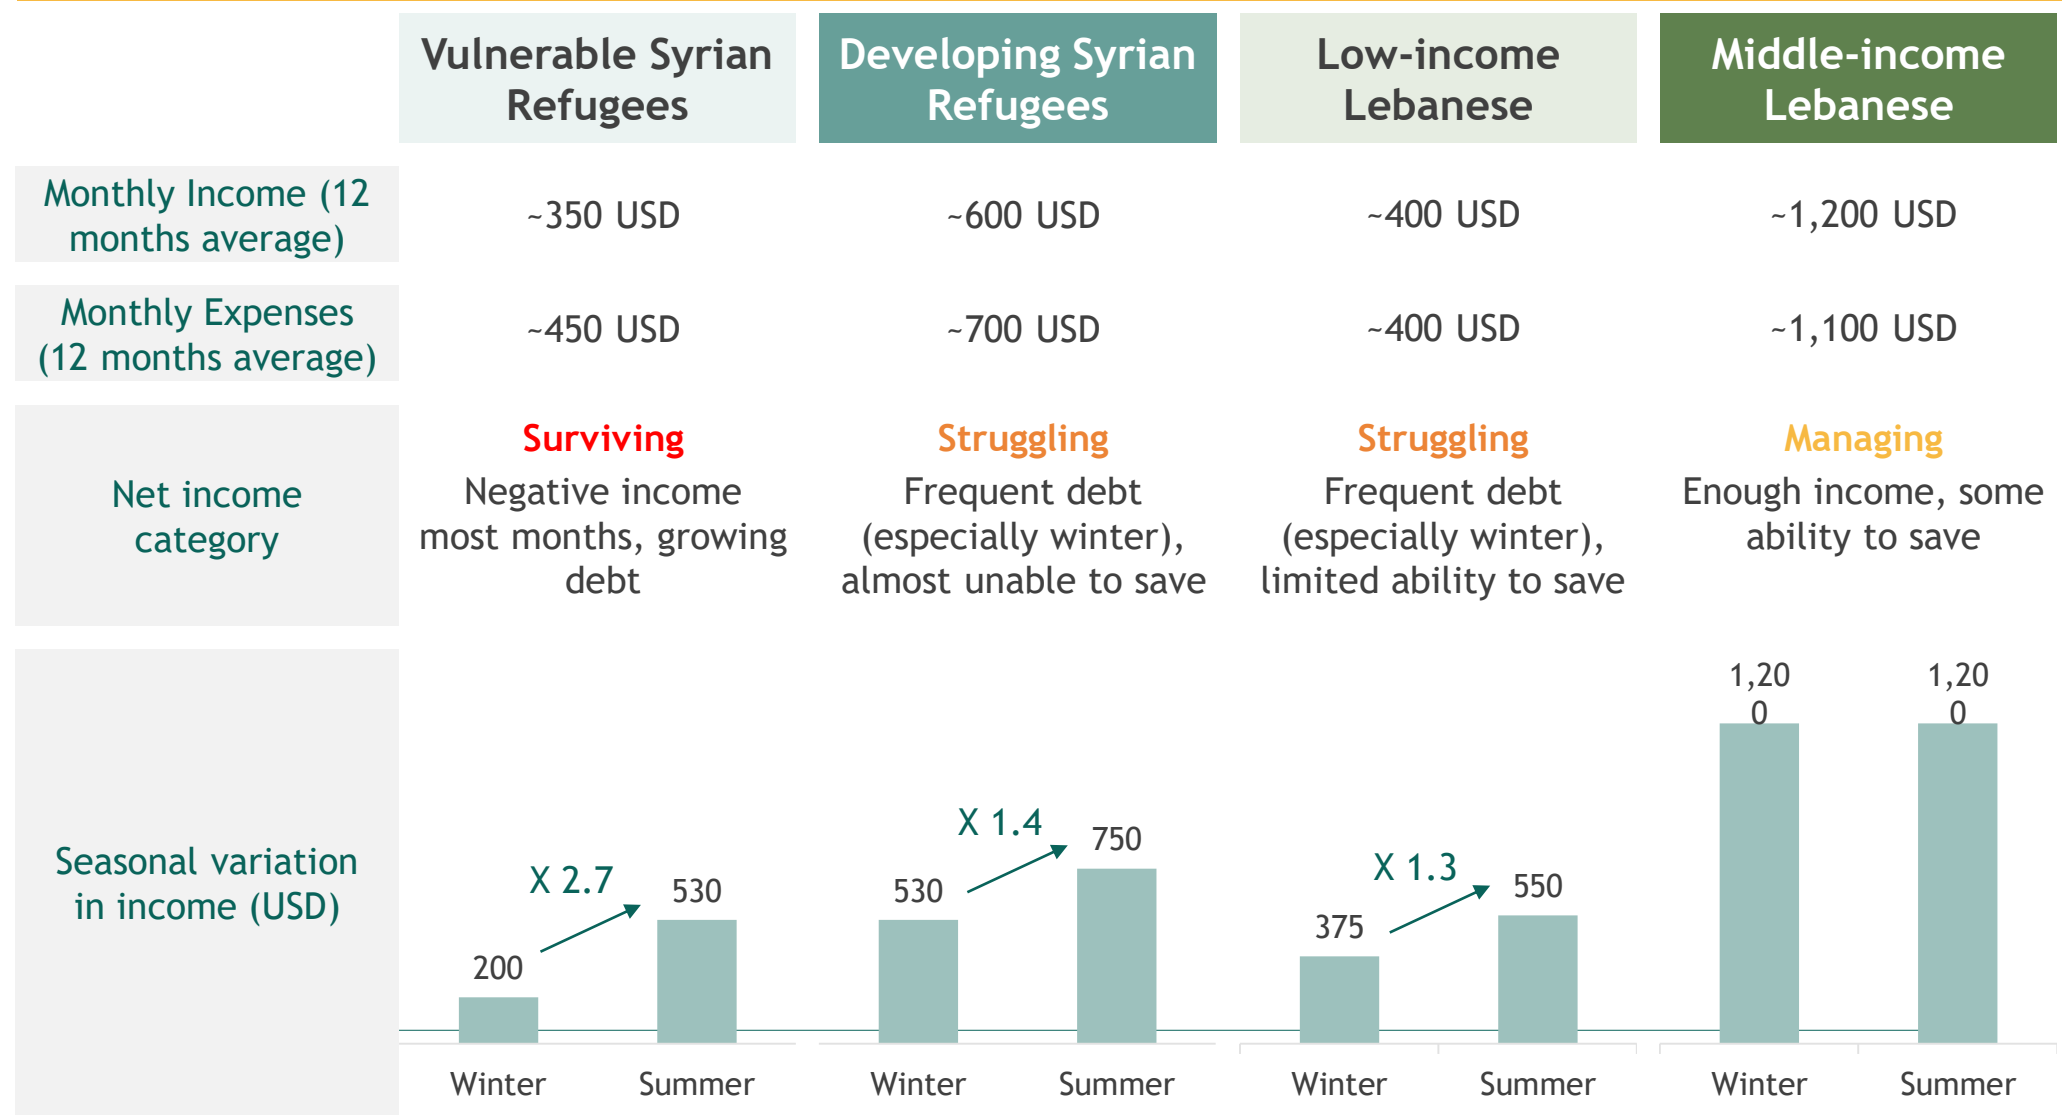 Vulnerable Syrian
Refugees
Developing Syrian
Refugees
Low-income
Lebanese
Middle-income
Lebanese
Monthly Income (12
months average)
~350 USD
~600 USD
~400 USD
~1,200 USD
Monthly Expenses
(12 months average)
~450 USD
~700 USD
~400 USD
~1,100 USD
Net income
category
Surviving
Negative income
most months, growing
debt
Struggling
Frequent debt
(especially winter),
almost unable to save
Struggling
Frequent debt
(especially winter),
limited ability to save
Managing
Enough income, some
ability to save
Seasonal variation
in income (USD)
200
X 2.7
530
Winter
Summer
530
X 1.4
750
Winter
Summer
375
X 1.3
550
Winter
Summer
1,20
0
1,20
0
Winter
Summer